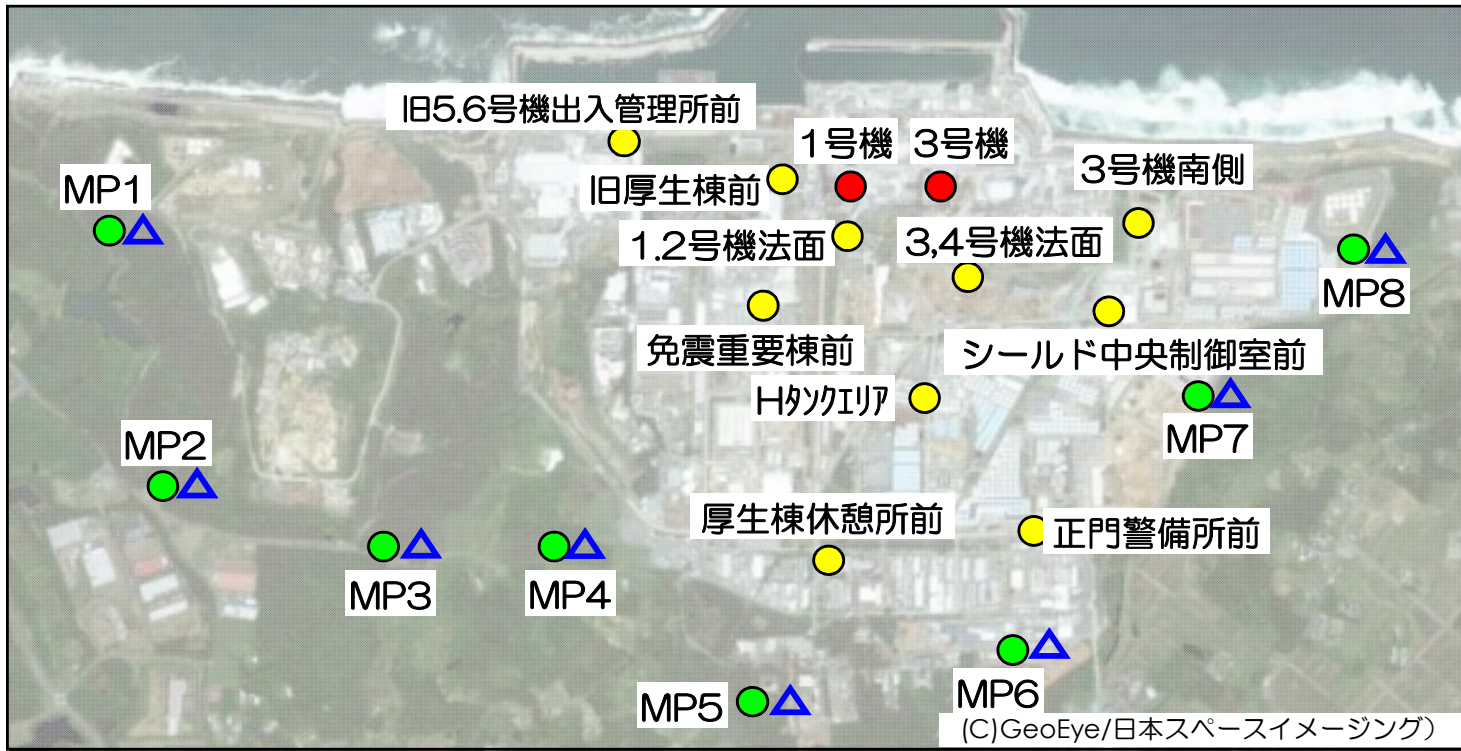 旧5.6号機出入管理所前
1号機
3号機
3号機南側
MP1
旧厚生棟前
1.2号機法面
3,4号機法面
MP8
免震重要棟前
シールド中央制御室前
Hﾀﾝｸｴﾘｱ
MP7
MP2
厚生棟休憩所前
正門警備所前
MP3
MP4
MP5
MP6
(C)GeoEye/日本スペースイメージング）